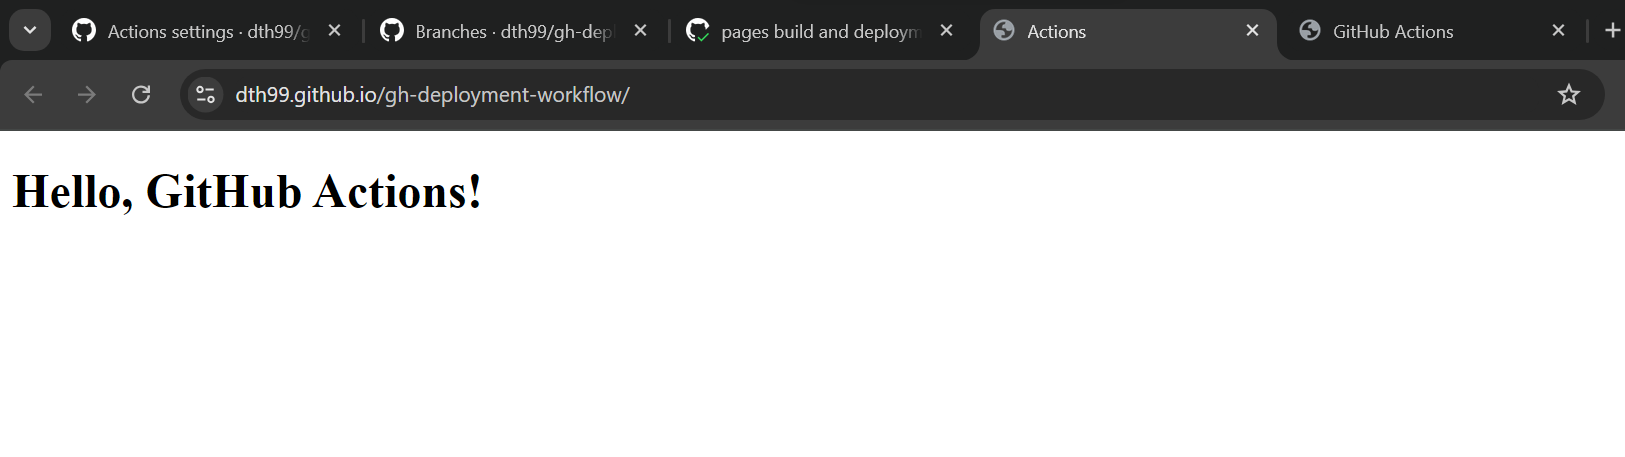 Actions settings · dth99/g
Branches · dth99/gh-depl
pages build and deploym
Actions
GitHub Actions
dth99.github.io/gh-deployment-workflow/
Hello, GitHub Actions!